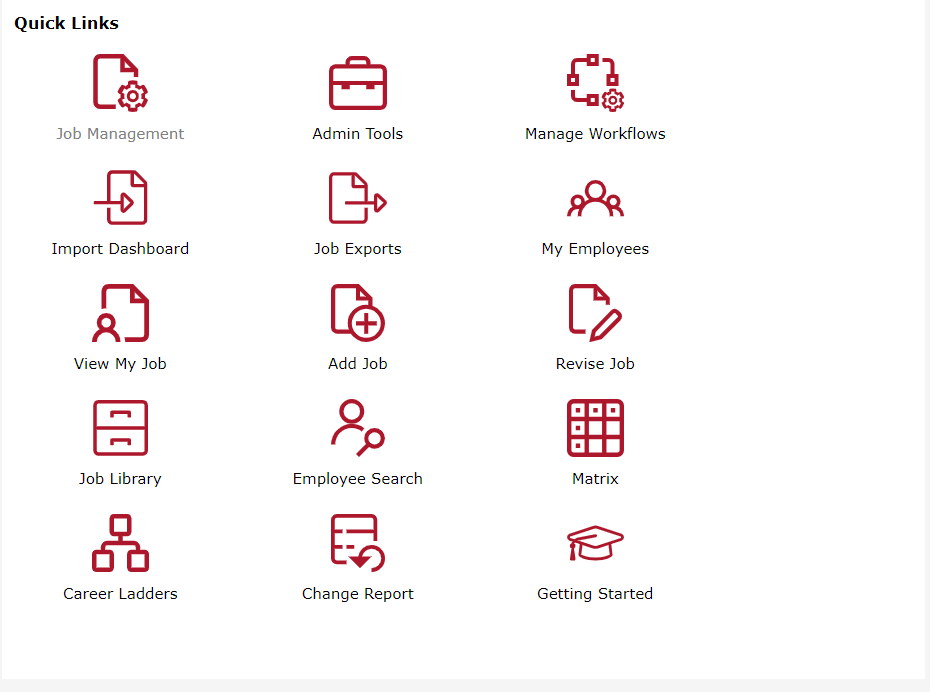 Quick Links
Job Management
Admin Tools
Manage Workflows
Import Dashboard
Job Exports
My Employees
View My Job
Add Job
Revise Job
Job Library
Employee Search
Matrix
Career Ladders
Change Report
Getting Started